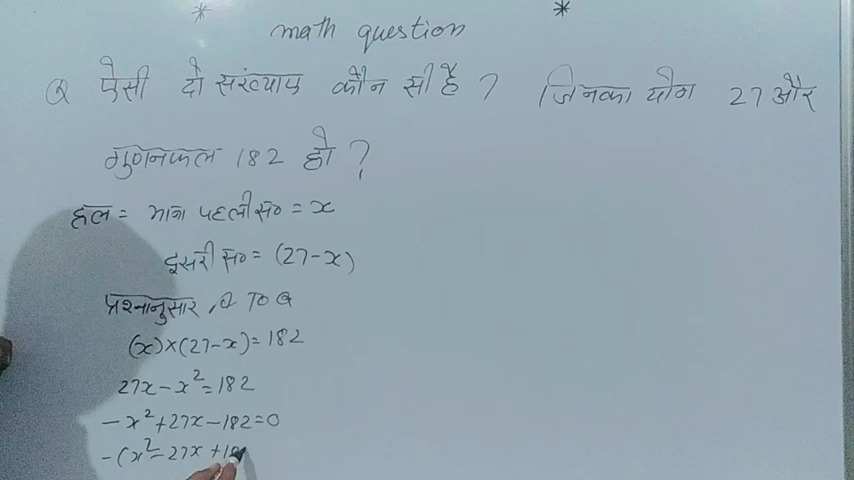 * math question *
Q ऐसी दो संख्याए कौन सी है ? जिनका योग 27 और
गुणनफल 182 हो ?
हल = माना पहली सं० = x
दूसरी सं० = (27-x)
प्रश्नानुसार, A TO Q
(x)×(27-x)=182
27x-x²=182
-x²+27x-182=0
-(x²-27x+18